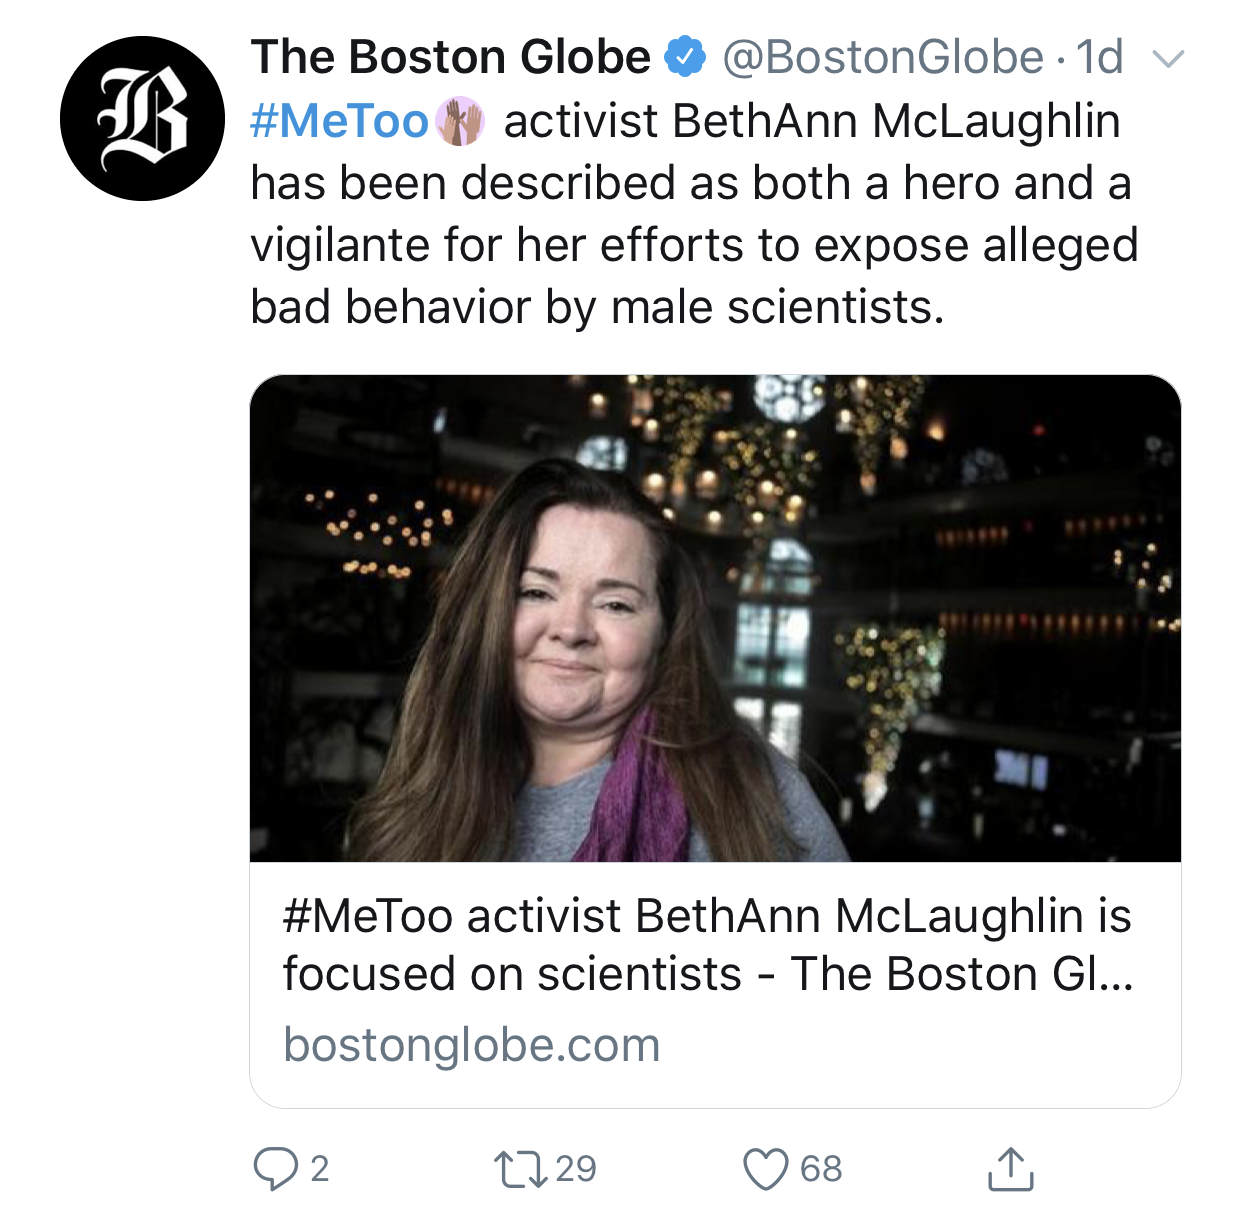 The Boston Globe @BostonGlobe · 1d
#MeToo activist BethAnn McLaughlin
has been described as both a hero and a
vigilante for her efforts to expose alleged
bad behavior by male scientists.
#MeToo activist BethAnn McLaughlin is
focused on scientists - The Boston Gl...
bostonglobe.com
2 29 68